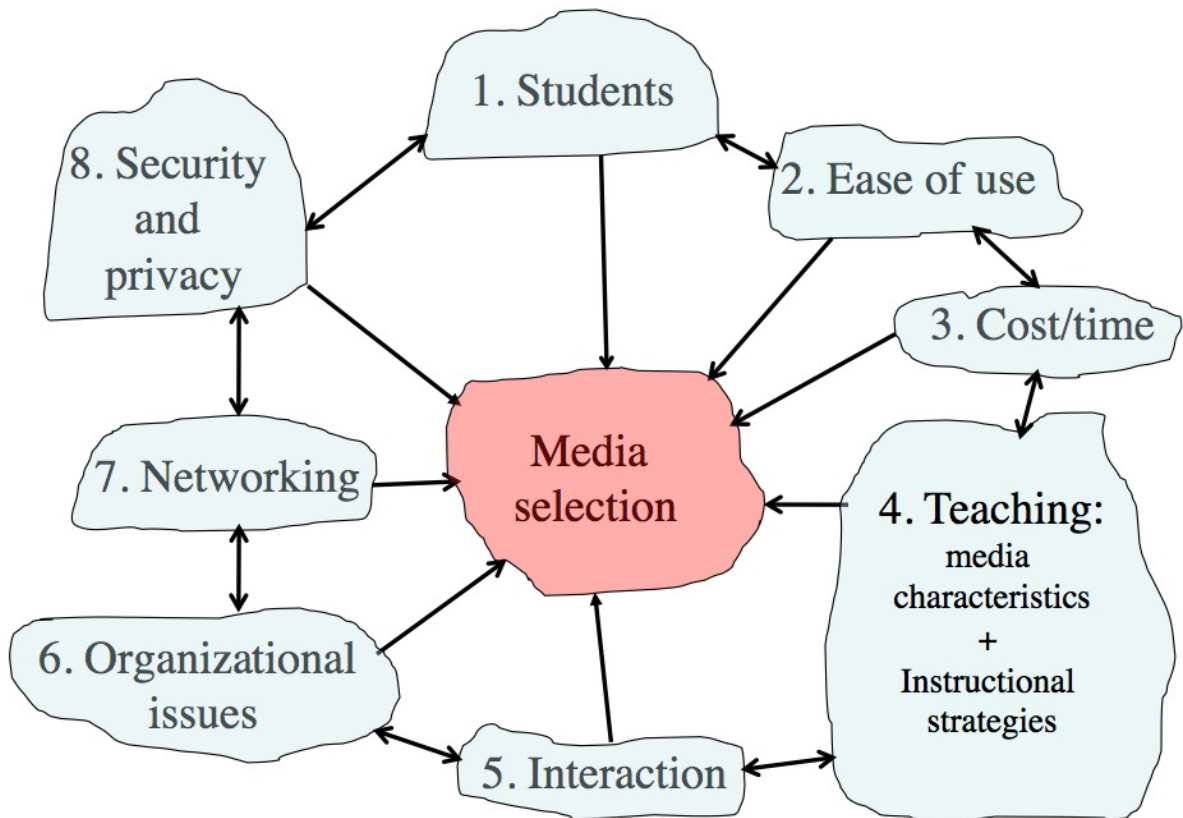 1. Students
2. Ease of use
3. Cost/time
4. Teaching:
media
characteristics
+
Instructional
strategies
5. Interaction
6. Organizational
issues
7. Networking
8. Security
and
privacy
Media
selection